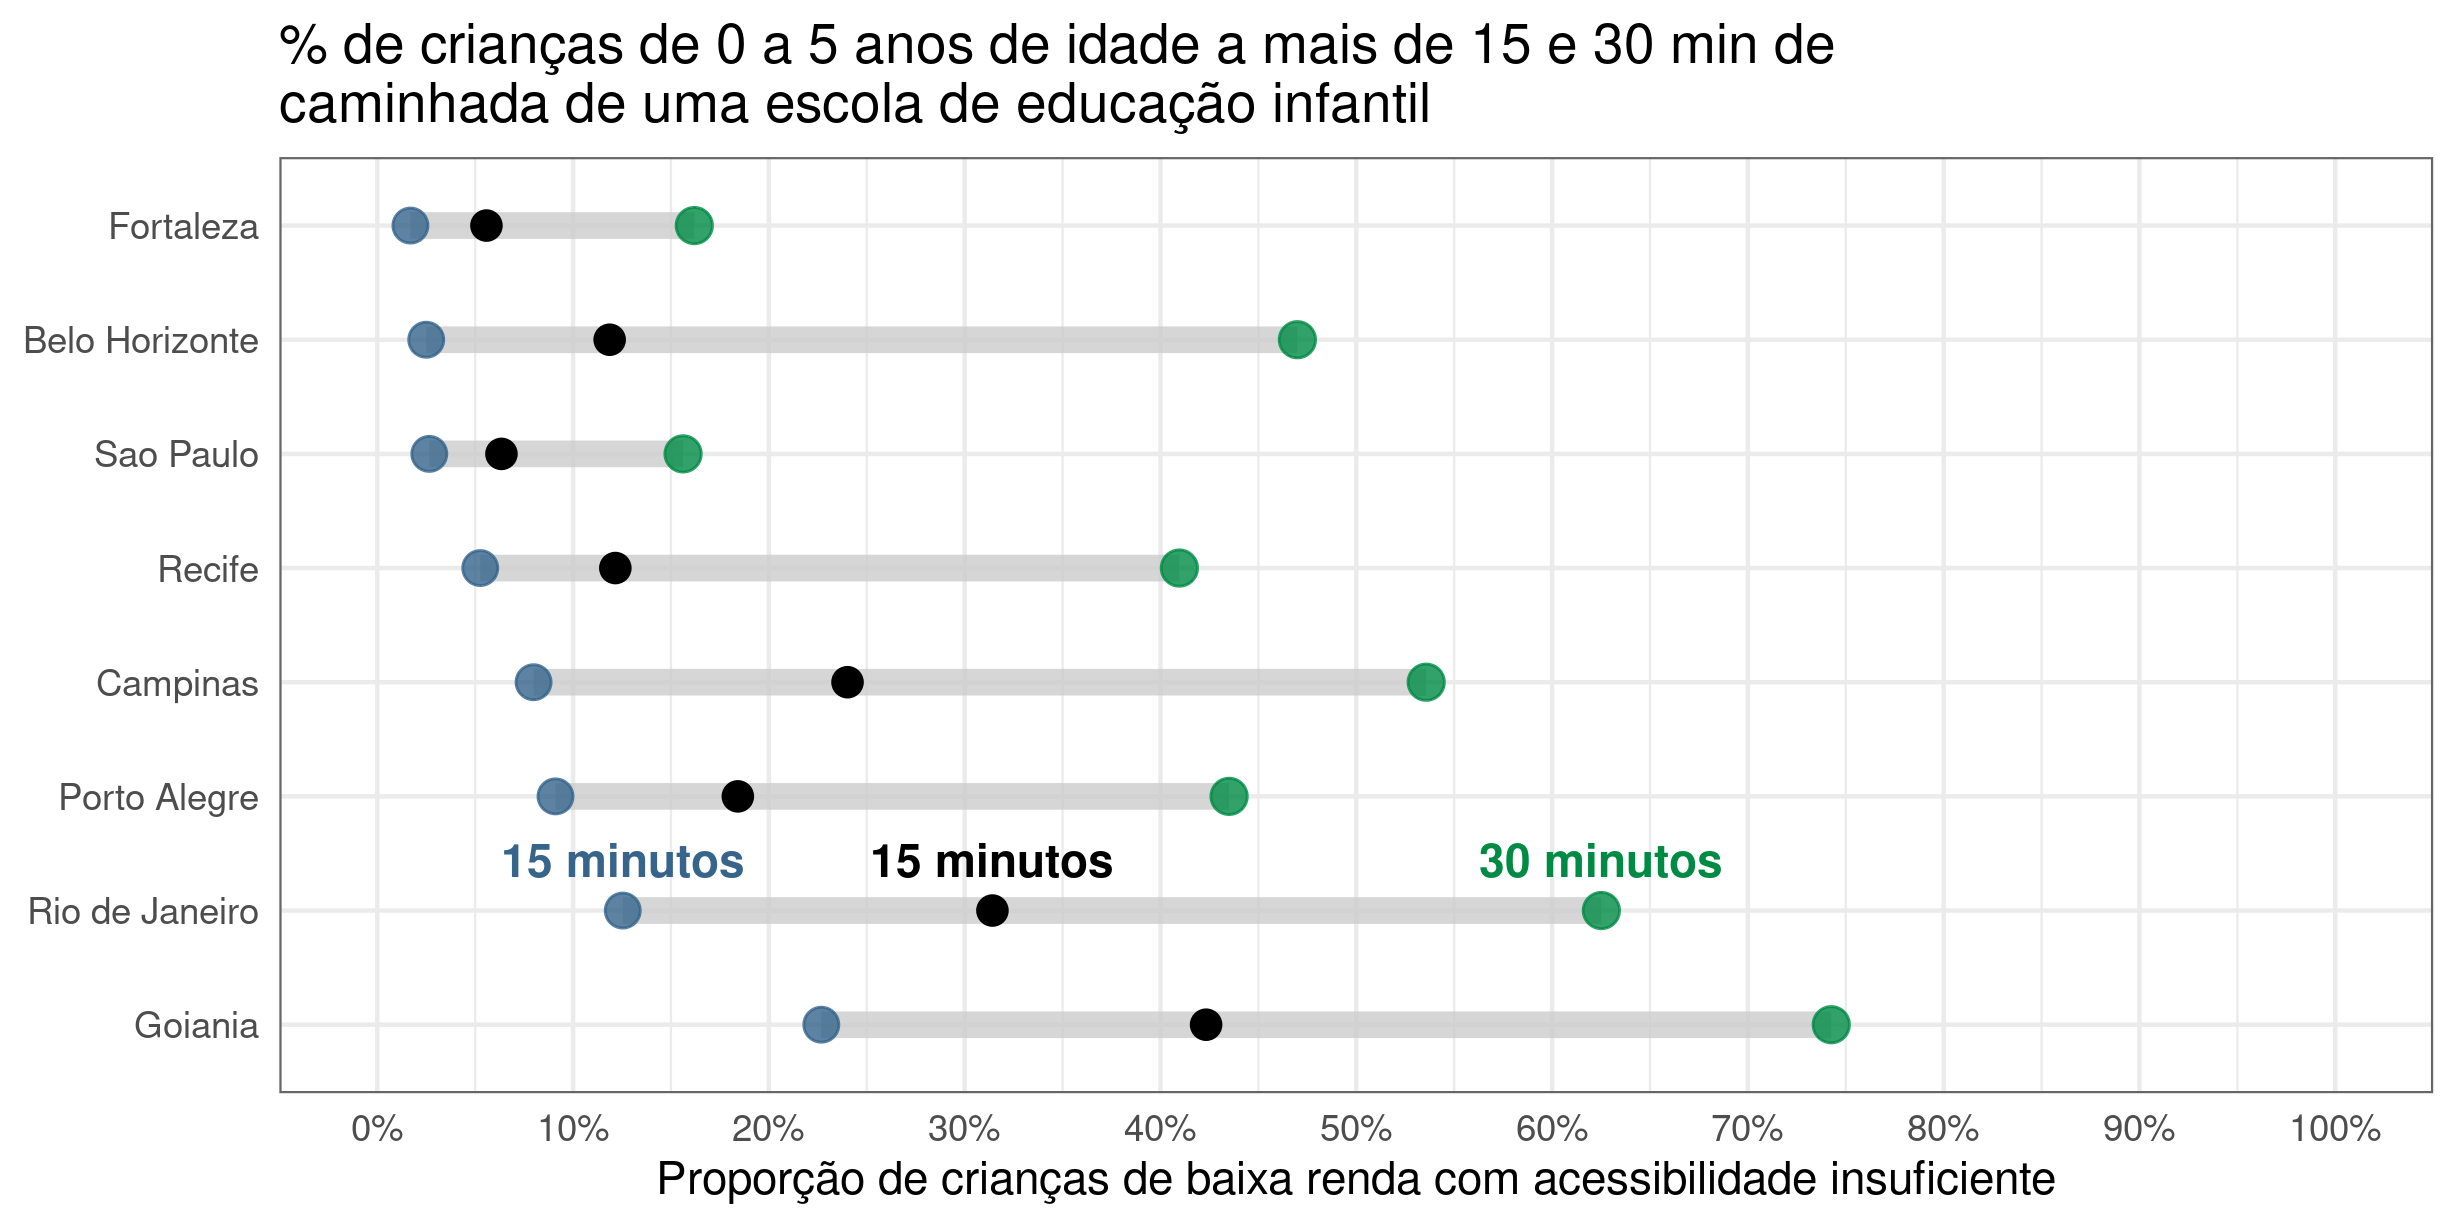 % de crianças de 0 a 5 anos de idade a mais de 15 e 30 min de
caminhada de uma escola de educação infantil
Fortaleza
Belo Horizonte
Sao Paulo
Recife
Campinas
Porto Alegre
15 minutos 15 minutos 30 minutos
Rio de Janeiro
Goiania
0% 10% 20% 30% 40% 50% 60% 70% 80% 90% 100%
Proporção de crianças de baixa renda com acessibilidade insuficiente